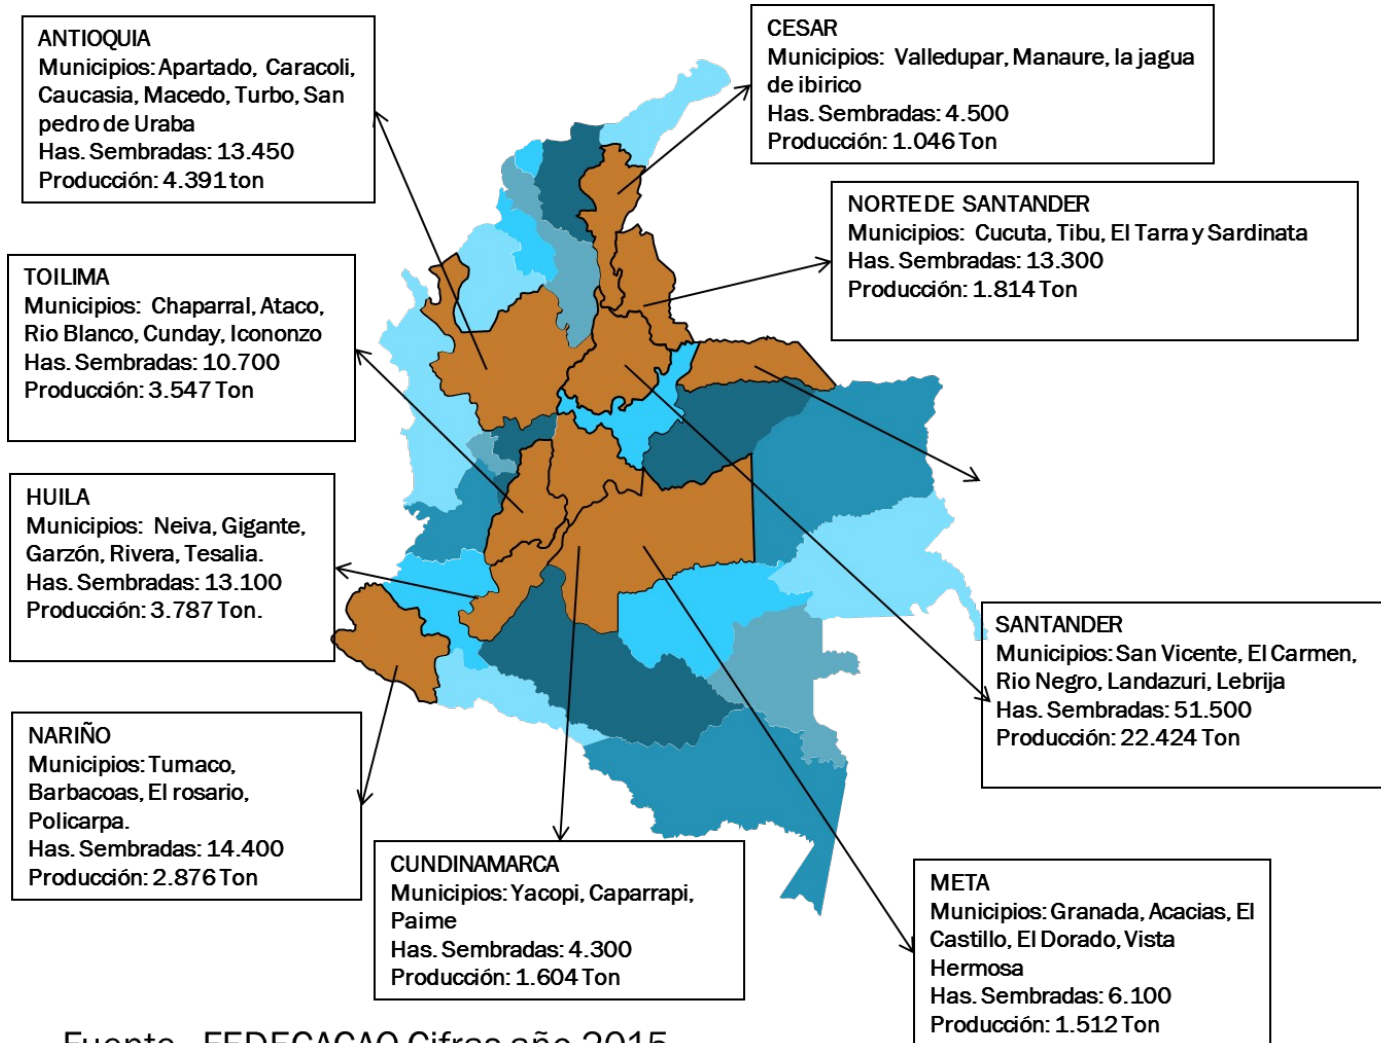 ANTIOQUIA
Municipios: Apartado, Caracoli,
Caucasia, Macedo, Turbo, San
pedro de Uraba
Has. Sembradas: 13.450
Producción: 4.391 ton
CESAR
Municipios: Valledupar, Manaure, la jagua
de ibirico
Has. Sembradas: 4.500
Producción: 1.046 Ton
NORTE DE SANTANDER
Municipios: Cucuta, Tibu, El Tarra y Sardinata
Has. Sembradas: 13.300
Producción: 1.814 Ton
TOILIMA
Municipios: Chaparral, Ataco,
Rio Blanco, Cunday, Icononzo
Has. Sembradas: 10.700
Producción: 3.547 Ton
HUILA
Municipios: Neiva, Gigante,
Garzón, Rivera, Tesalia.
Has. Sembradas: 13.100
Producción: 3.787 Ton.
SANTANDER
Municipios: San Vicente, El Carmen,
Rio Negro, Landazuri, Lebrija
Has. Sembradas: 51.500
Producción: 22.424 Ton
NARIÑO
Municipios: Tumaco,
Barbacoas, El rosario,
Policarpa.
Has. Sembradas: 14.400
Producción: 2.876 Ton
CUNDINAMARCA
Municipios: Yacopi, Caparrapi,
Paime
Has. Sembradas: 4.300
Producción: 1.604 Ton
META
Municipios: Granada, Acacias, El
Castillo, El Dorado, Vista
Hermosa
Has. Sembradas: 6.100
Producción: 1.512 Ton
Fuente FEDECACAO Cifras año 2015